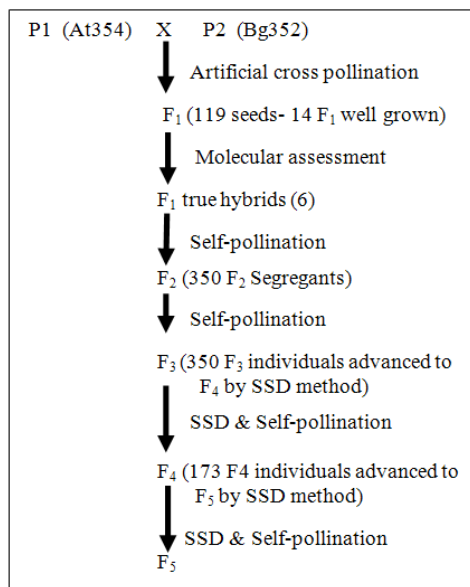 P1 (At354) X P2 (Bg352)
Artificial cross pollination
F₁ (119 seeds- 14 F₁ well grown)
Molecular assessment
F₁ true hybrids (6)
Self-pollination
F₂ (350 F₂ Segregants)
Self-pollination
F₃ (350 F₃ individuals advanced to
F₄ by SSD method)
SSD & Self-pollination
F₄ (173 F4 individuals advanced to
F₅ by SSD method)
SSD & Self-pollination
F₅